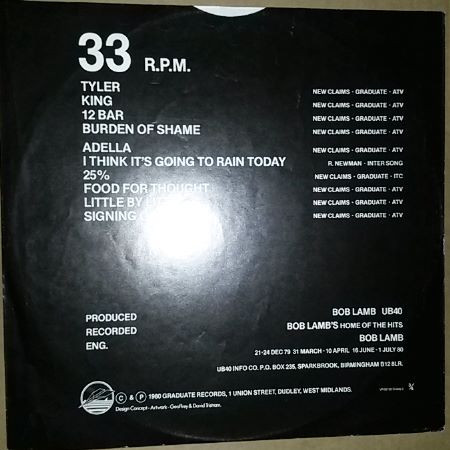 33 R.P.M.
TYLER NEW CLAIMS · GRADUATE · ATV
KING NEW CLAIMS · GRADUATE · ATV
12 BAR NEW CLAIMS · GRADUATE · ATV
BURDEN OF SHAME NEW CLAIMS · GRADUATE · ATV
ADELLA NEW CLAIMS · GRADUATE · ATV
I THINK IT'S GOING TO RAIN TODAY R. NEWMAN · INTER SONG
25% NEW CLAIMS · GRADUATE · ITC
FOOD FOR THOUGHT NEW CLAIMS · GRADUATE · ATV
LITTLE BY NEW CLAIMS · GRADUATE · ATV
SIGNING NEW CLAIMS · GRADUATE · ATV
PRODUCED BOB LAMB UB40
RECORDED BOB LAMB'S HOME OF THE HITS
ENG. BOB LAMB
21-24 DEC 79 31 MARCH · 10 APRIL 16 JUNE · 1 JULY 80
UB40 INFO CO. P.O. BOX 235, SPARKBROOK, BIRMINGHAM B12 8LR.
© & ℗ 1980 GRADUATE RECORDS, 1 UNION STREET, DUDLEY, WEST MIDLANDS.
Design Concept - Artwork - Geoffrey & David Tristram.